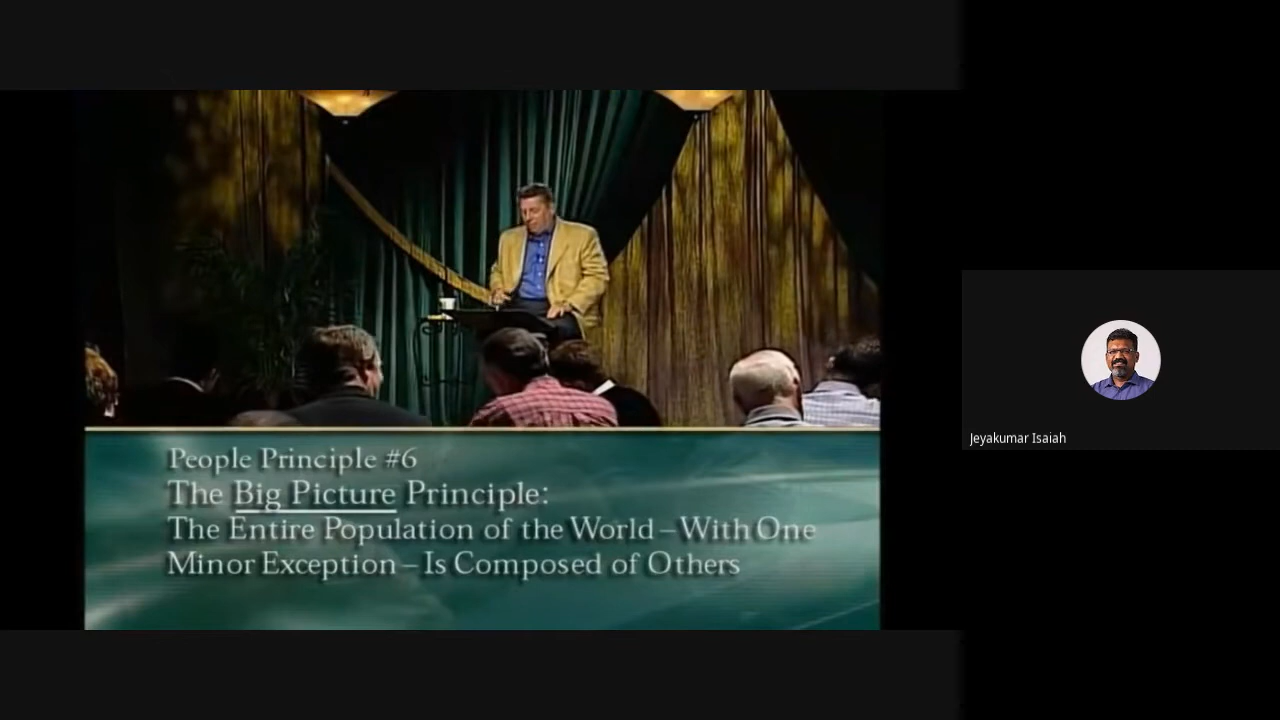 People Principle #6
The Big Picture Principle:
The Entire Population of the World – With One
Minor Exception – Is Composed of Others
Jeyakumar Isaiah